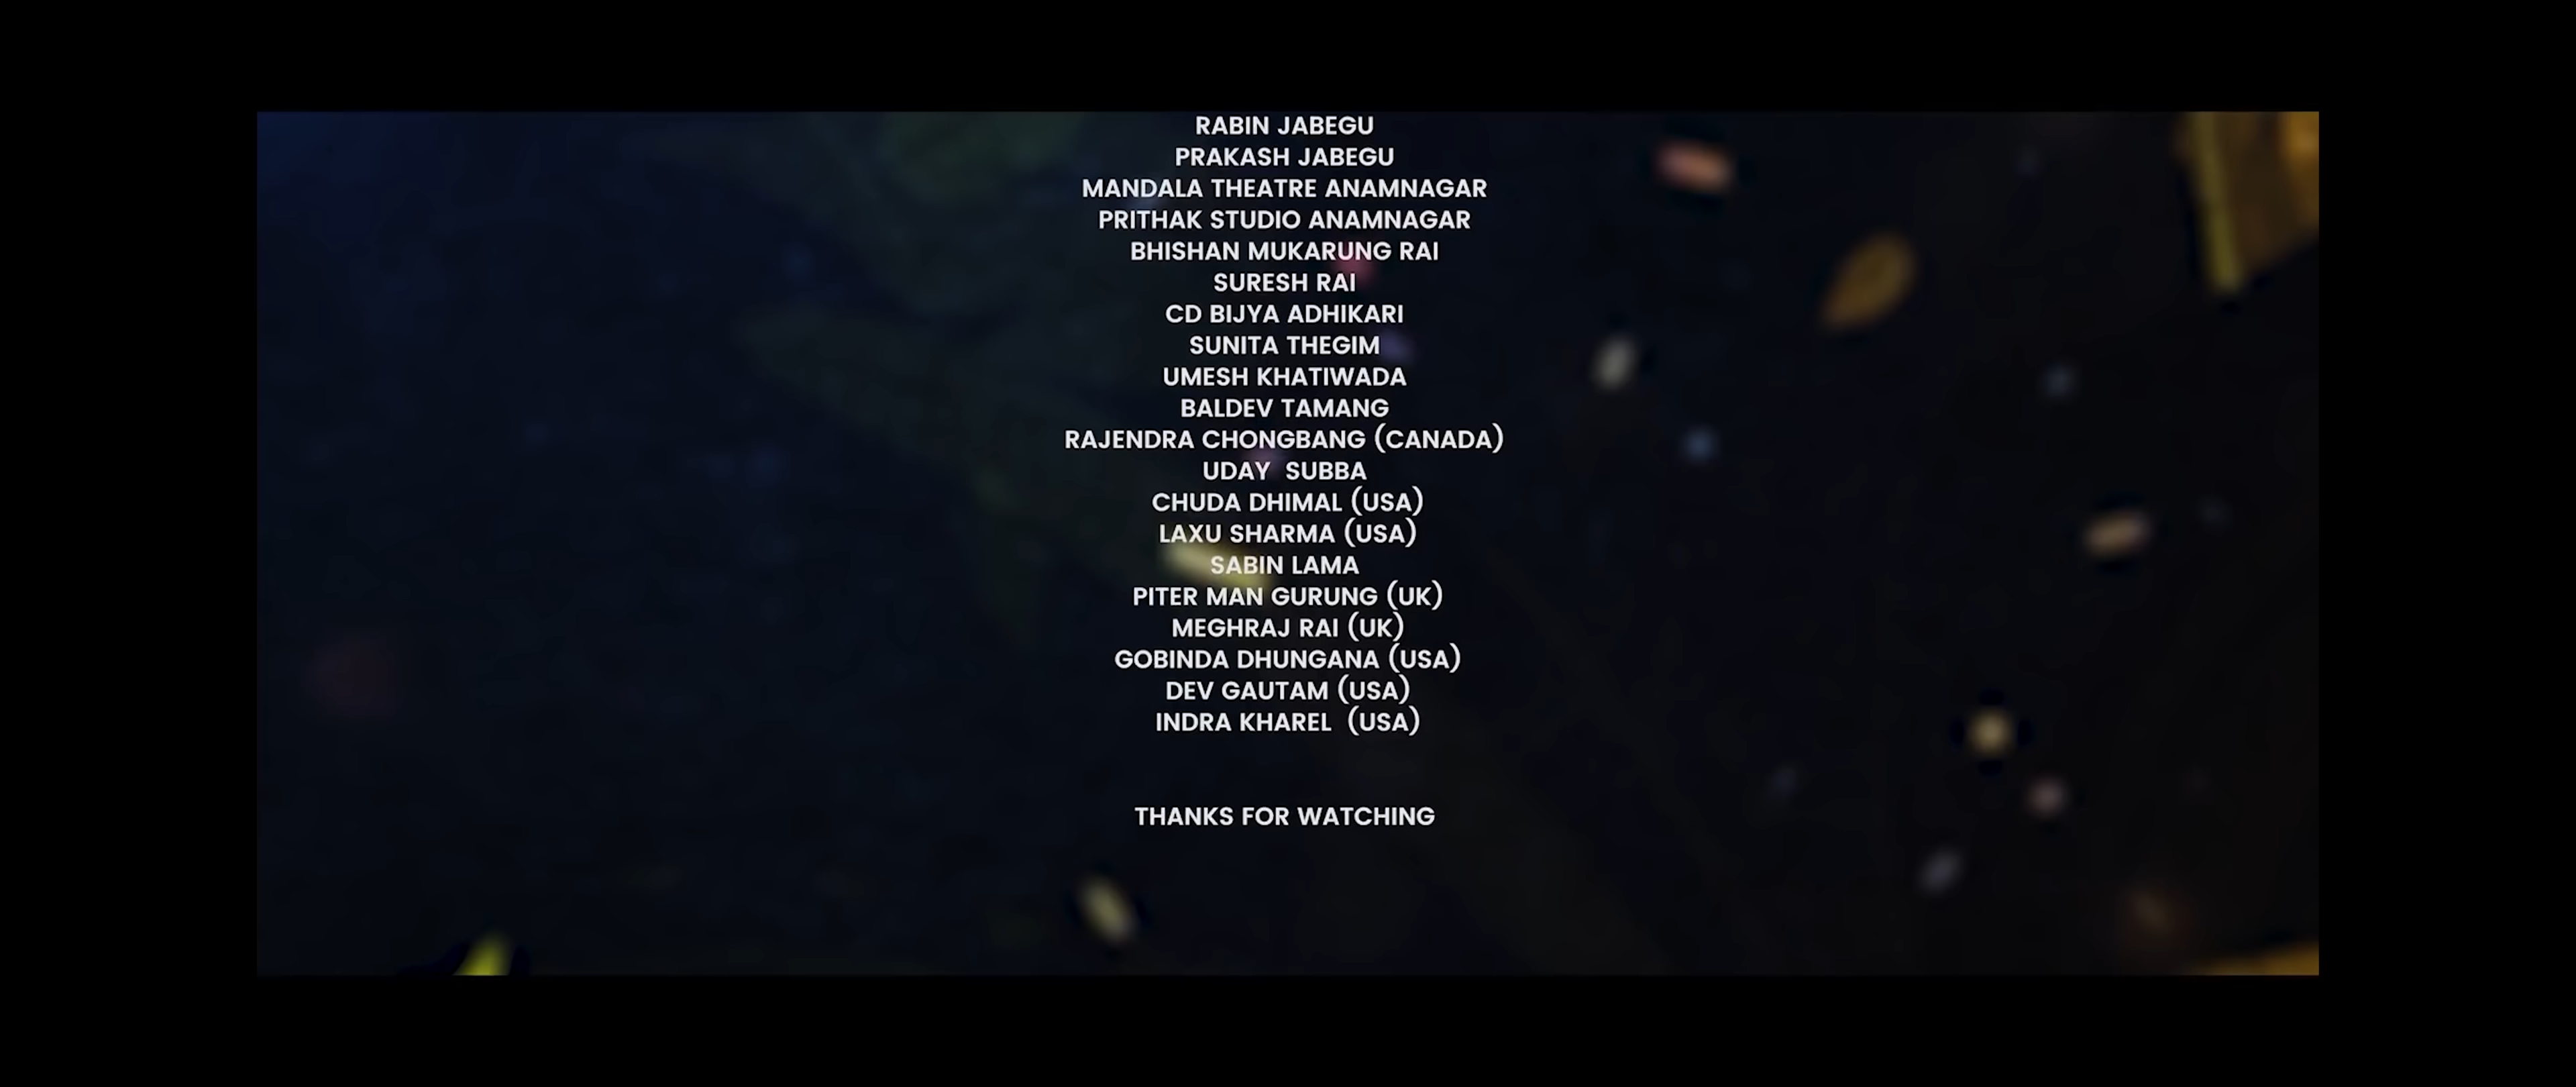 RABIN JABEGU
PRAKASH JABEGU
MANDALA THEATRE ANAMNAGAR
PRITHAK STUDIO ANAMNAGAR
BHISHAN MUKARUNG RAI
SURESH RAI
CD BIJYA ADHIKARI
SUNITA THEGIM
UMESH KHATIWADA
BALDEV TAMANG
RAJENDRA CHONGBANG (CANADA)
UDAY  SUBBA
CHUDA DHIMAL (USA)
LAXU SHARMA (USA)
SABIN LAMA
PITER MAN GURUNG (UK)
MEGHRAJ RAI (UK)
GOBINDA DHUNGANA (USA)
DEV GAUTAM (USA)
INDRA KHAREL  (USA)
THANKS FOR WATCHING